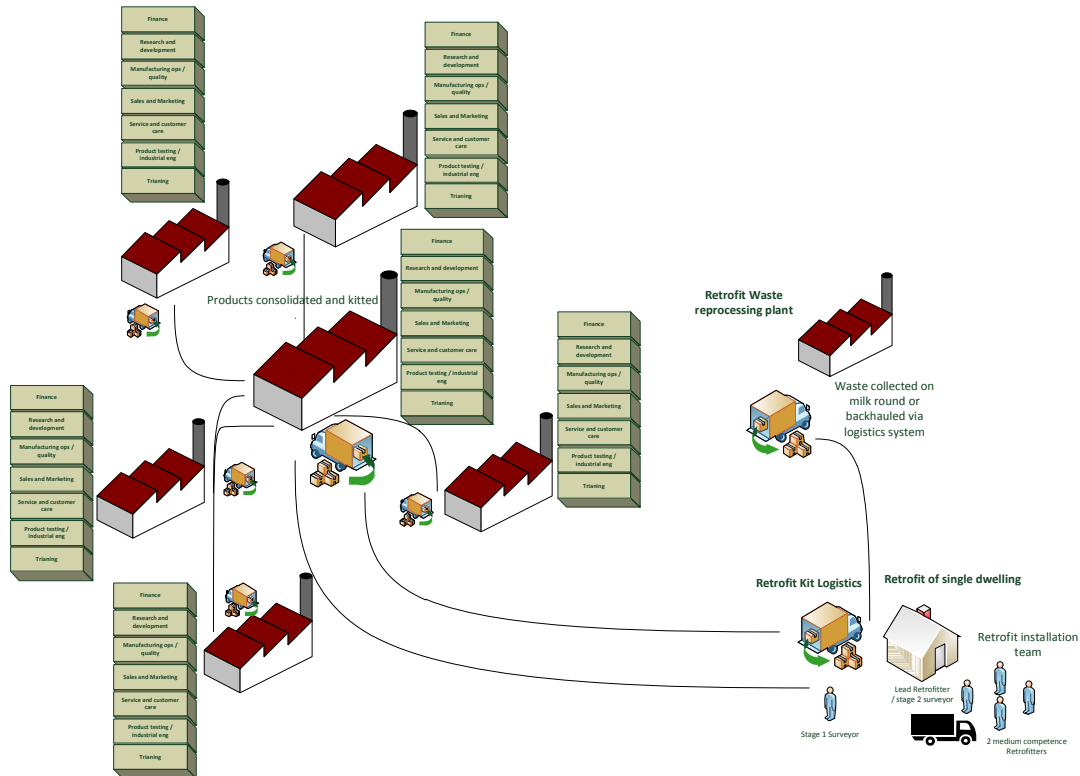 Finance
Research and
development
Manufacturing ops /
quality
Sales and Marketing
Service and customer
care
Product testing /
industrial eng
Trianing
Finance
Research and
development
Manufacturing ops /
quality
Sales and Marketing
Service and customer
care
Product testing /
industrial eng
Trianing
Products consolidated and kitted
Finance
Research and development
Manufacturing ops /
quality
Sales and Marketing
Service and customer care
Product testing / industrial
eng
Trianing
Finance
Research and
development
Manufacturing ops /
quality
Sales and Marketing
Service and customer
care
Product testing /
industrial eng
Trianing
Finance
Research and
development
Manufacturing ops /
quality
Sales and Marketing
Service and
customer care
Product testing /
industrial eng
Trianing
Finance
Research and
development
Manufacturing ops /
quality
Sales and Marketing
Service and customer
care
Product testing /
industrial eng
Trianing
Retrofit Waste
reprocessing plant
Waste collected on
milk round or
backhauled via
logistics system
Retrofit Kit Logistics
Retrofit of single dwelling
Retrofit installation
team
Lead Retrofitter
/ stage 2 surveyor
Stage 1 Surveyor
2 medium competence
Retrofitters